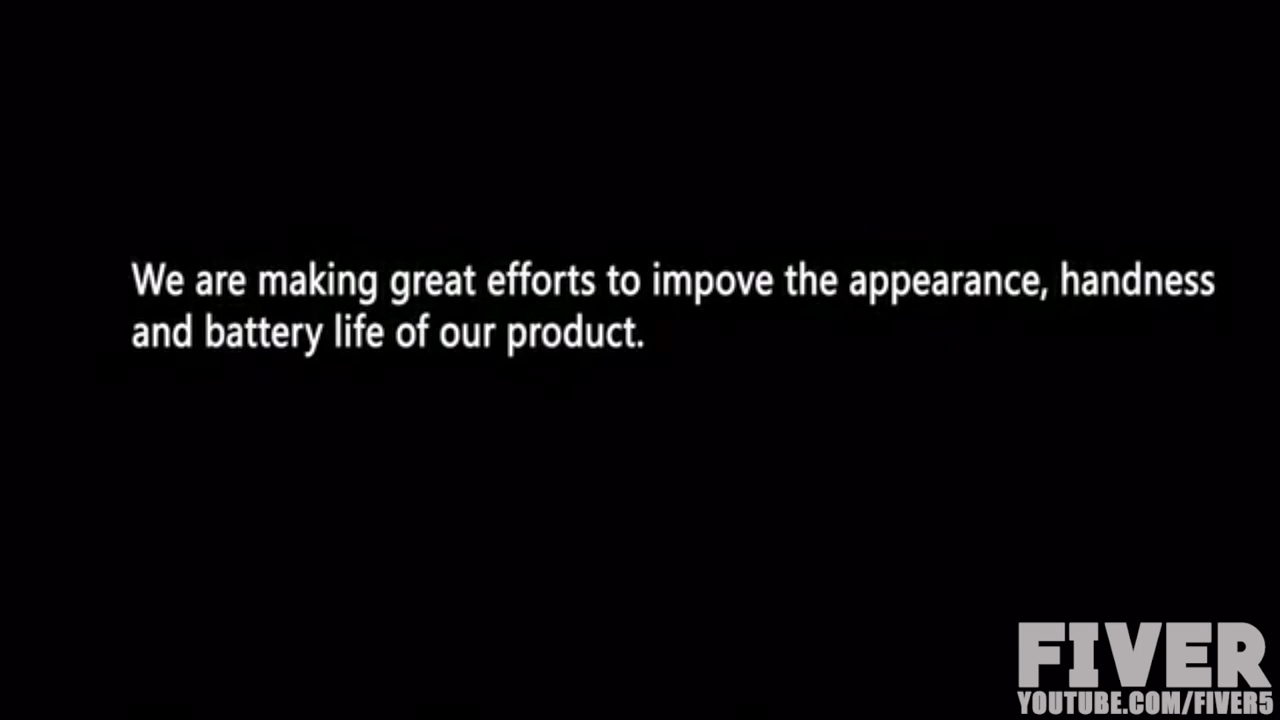 We are making great efforts to impove the appearance, handness
and battery life of our product.
FIVER
YOUTUBE.COM/FIVER5